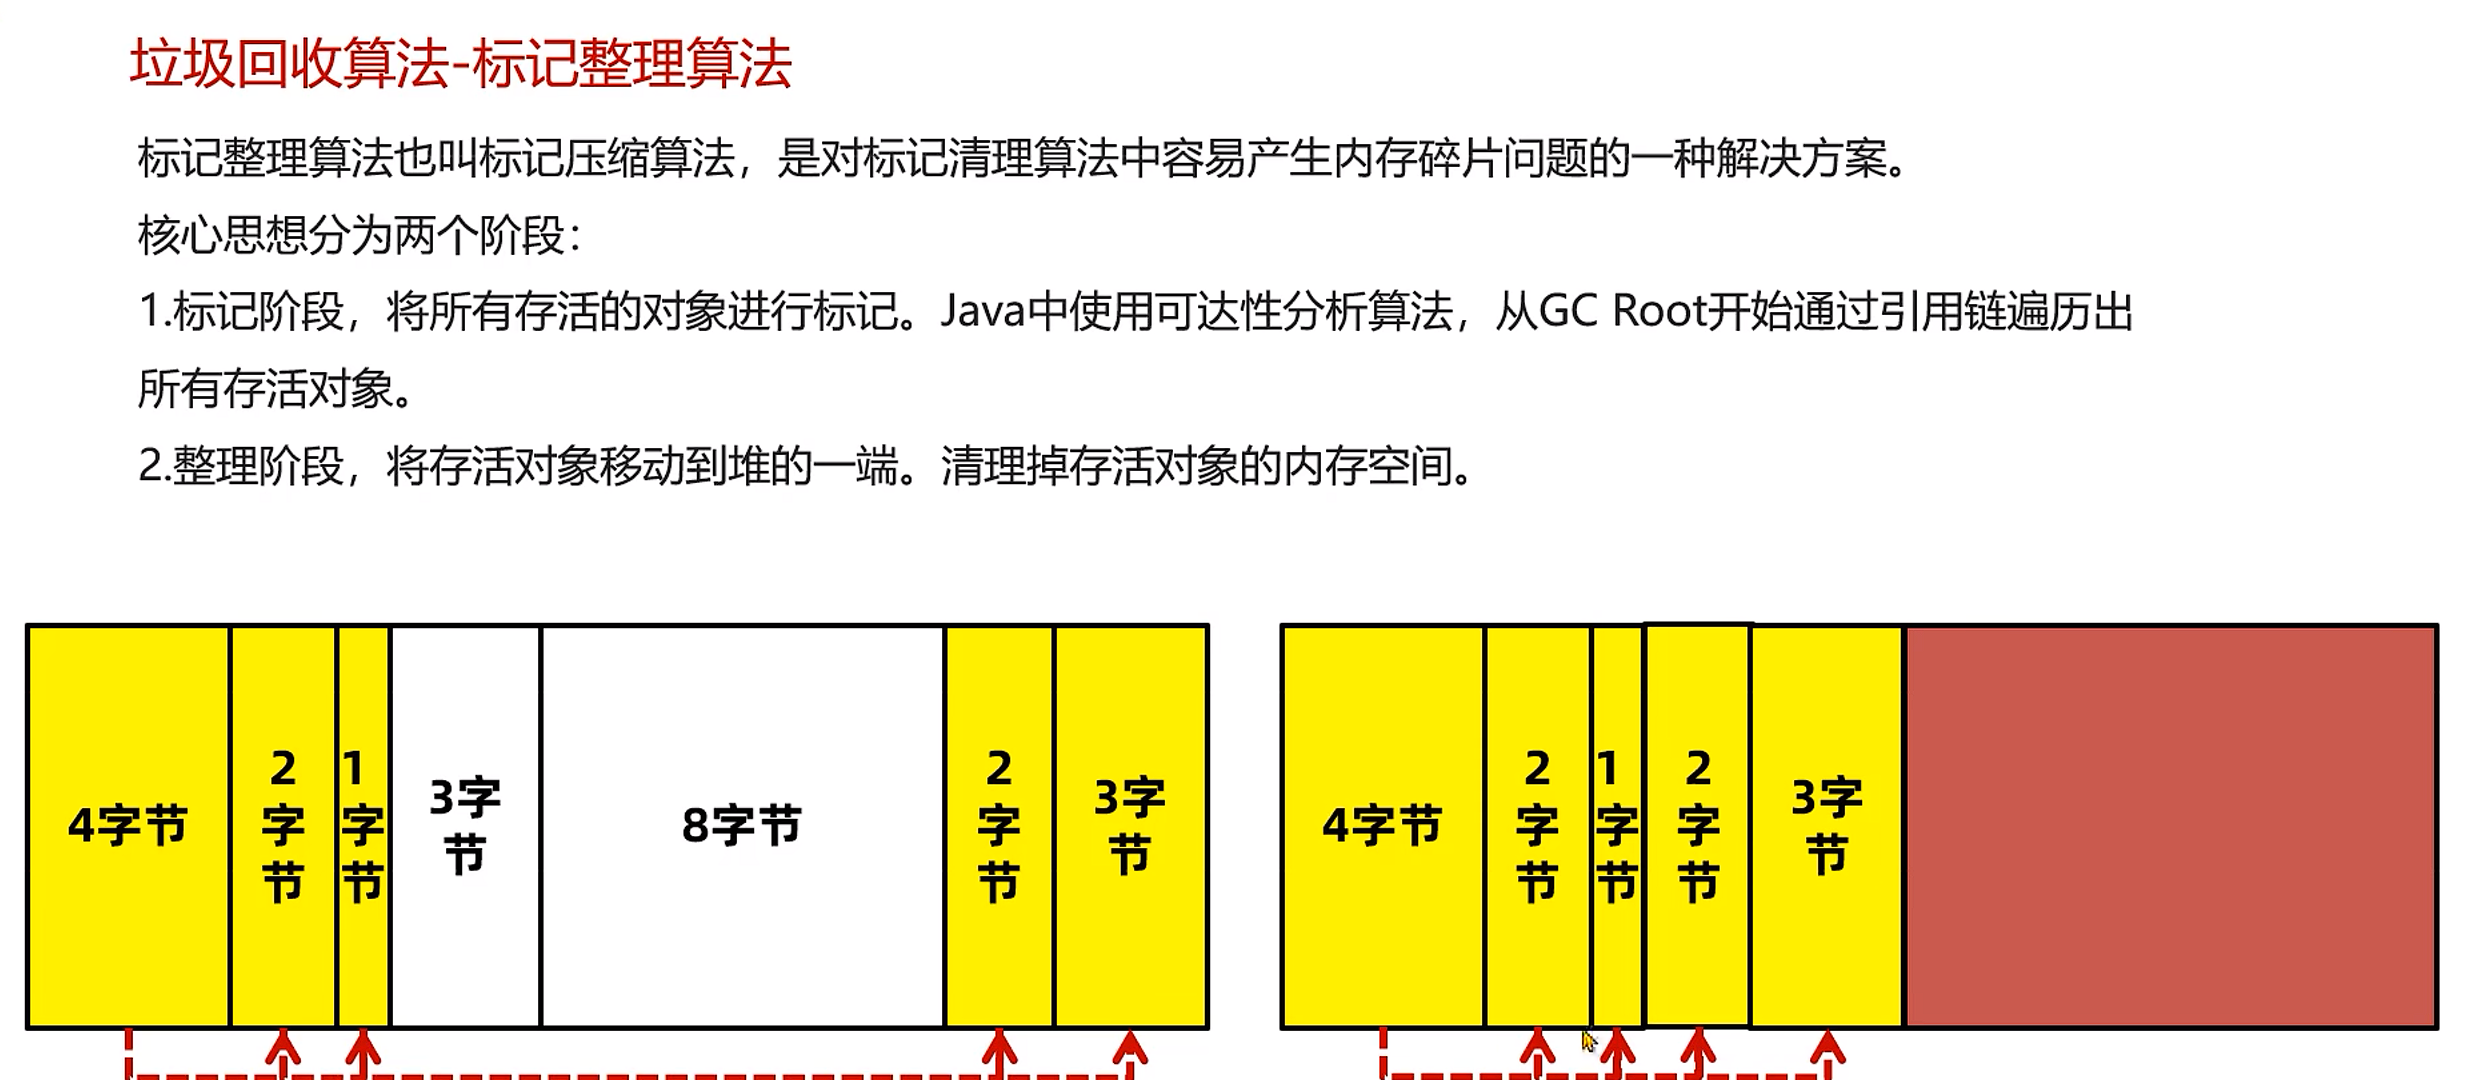 垃圾回收算法-标记整理算法
标记整理算法也叫标记压缩算法，是对标记清理算法中容易产生内存碎片问题的一种解决方案。
核心思想分为两个阶段：
1.标记阶段，将所有存活的对象进行标记。Java中使用可达性分析算法，从GC Root开始通过引用链遍历出
所有存活对象。
2.整理阶段，将存活对象移动到堆的一端。清理掉存活对象的内存空间。
4字节
2
字
节
1
字
节
3字
节
8字节
2
字
节
3字
节
4字节
2
字
节
1
字
节
2
字
节
3字
节